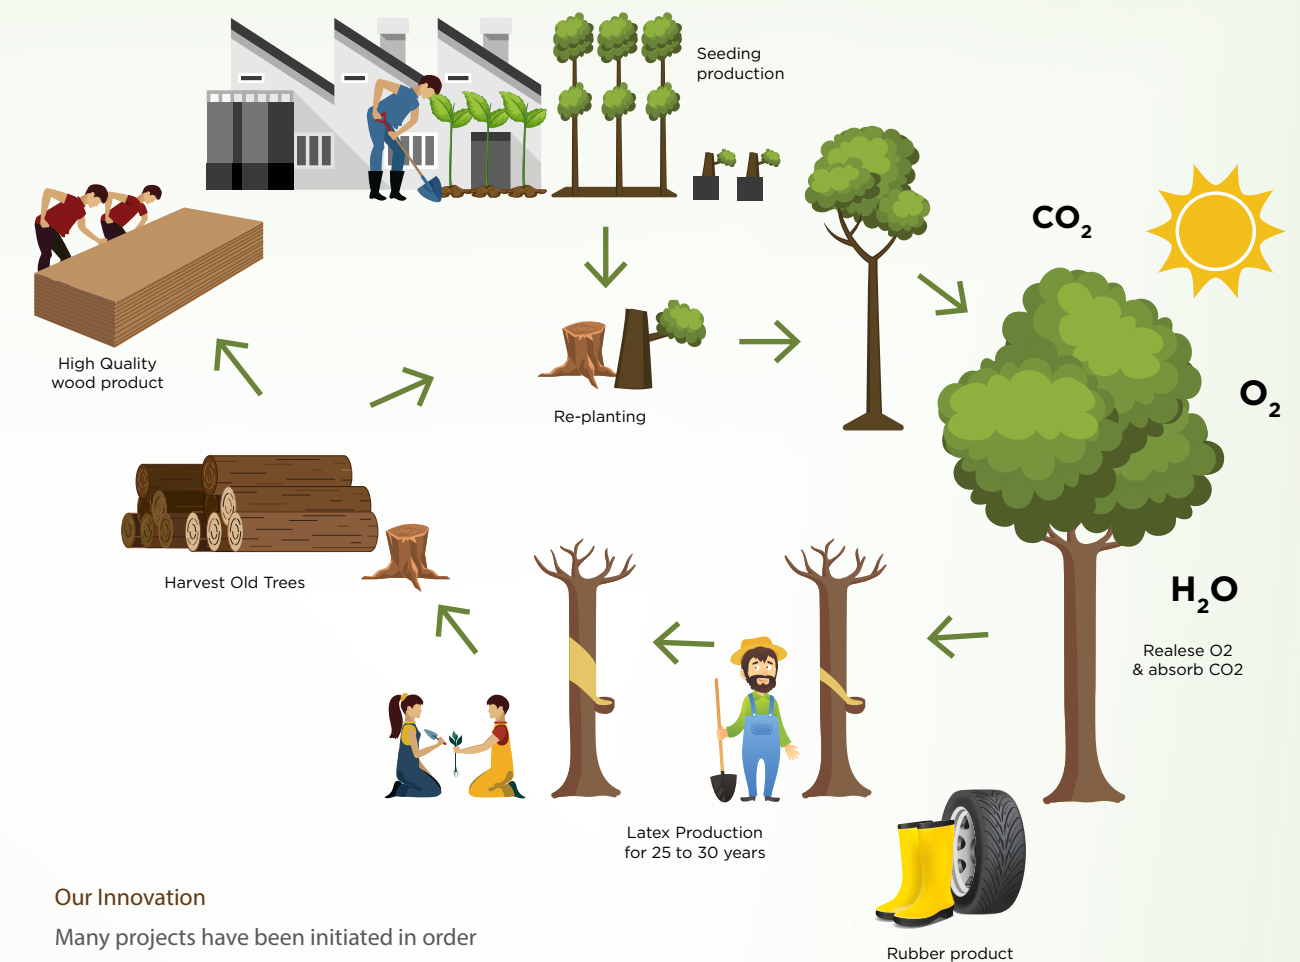 Seeding
production
CO2
High Quality
wood product
Re-planting
O2
Harvest Old Trees
H2O
Realese O2
& absorb CO2
Latex Production
for 25 to 30 years
Rubber product
Our Innovation
Many projects have been initiated in order